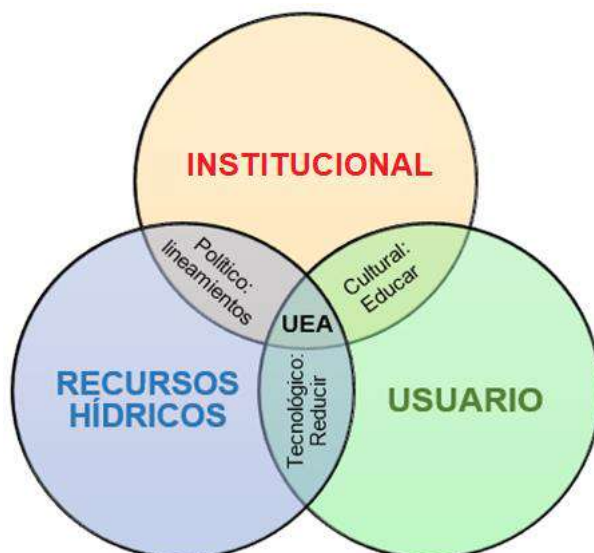 INSTITUCIONAL
Político:
lineamientos
Cultural:
Educar
UEA
RECURSOS
HÍDRICOS
Tecnológico:
Reducir
USUARIO